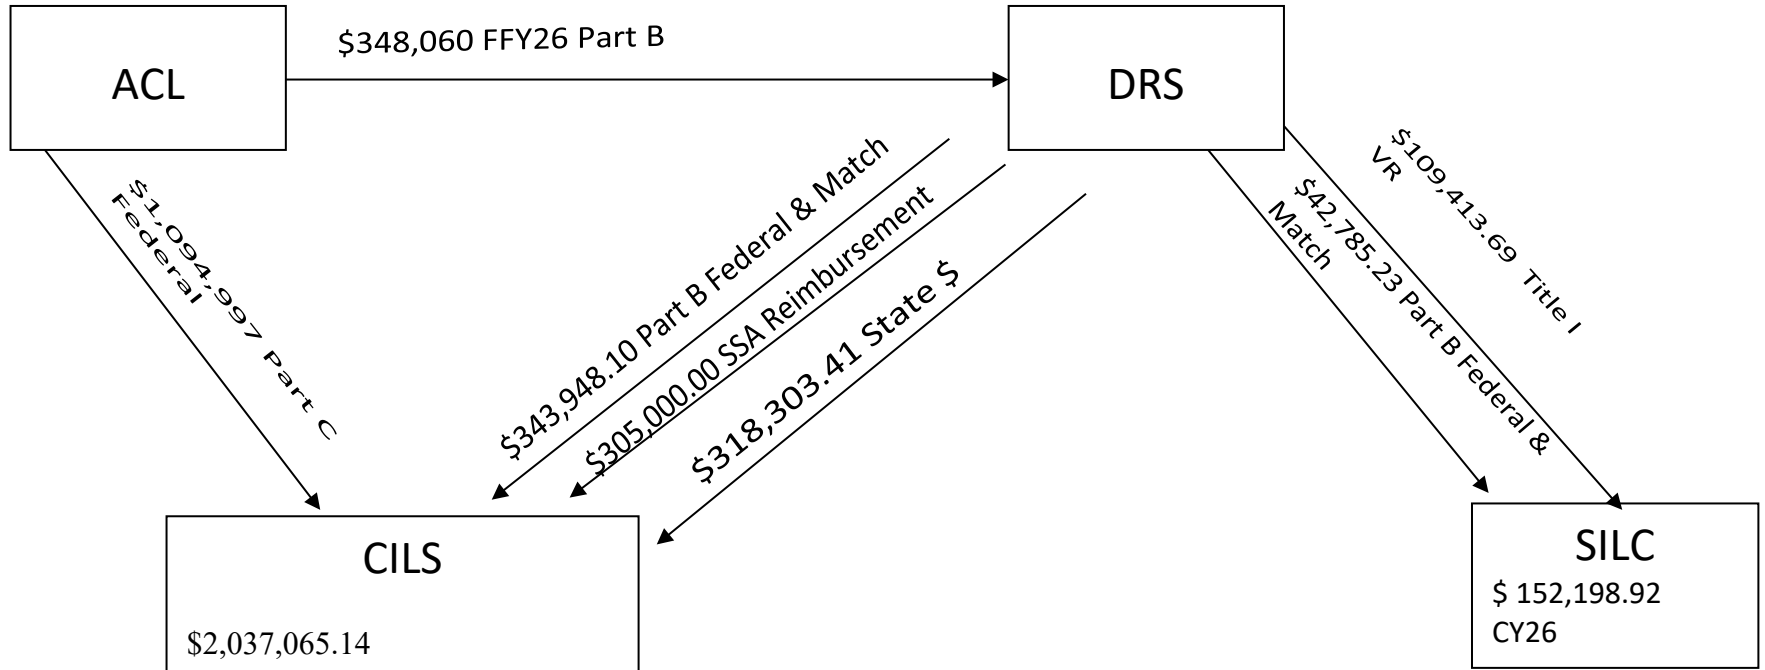 ACL
$348,060 FFY26 Part B
DRS
$1,094,997 Part C
Federal
$343,948.10 Part B Federal & Match
$305,000.00 SSA Reimbursement
$318,303.41 State $
$109,413.69 Title I
VR
$42,785.23 Part B Federal &
Match
CILS
$2,037,065.14
SILC
$ 152,198.92
CY26